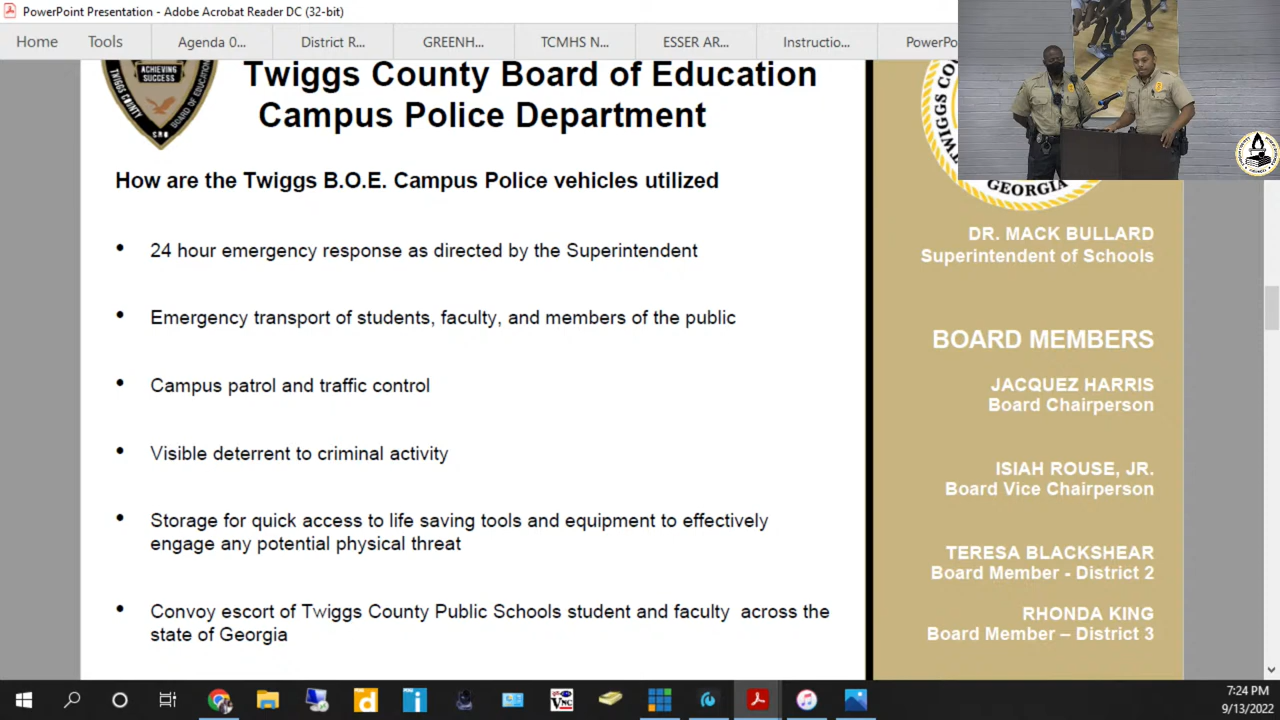 PowerPoint Presentation - Adobe Acrobat Reader DC (32-bit)
Home Tools Agenda 0... District R... GREENH... TCMHS N... ESSER AR... Instructio... PowerPo
ACHIEVING
SUCCESS
TWIGGS COUNTY
BOARD OF EDUCATION
Twiggs County Board of Education
Campus Police Department
How are the Twiggs B.O.E. Campus Police vehicles utilized
• 24 hour emergency response as directed by the Superintendent
• Emergency transport of students, faculty, and members of the public
• Campus patrol and traffic control
• Visible deterrent to criminal activity
• Storage for quick access to life saving tools and equipment to effectively
engage any potential physical threat
• Convoy escort of Twiggs County Public Schools student and faculty across the
state of Georgia
TWIGGS CO
GEORGIA
DR. MACK BULLARD
Superintendent of Schools
BOARD MEMBERS
JACQUEZ HARRIS
Board Chairperson
ISIAH ROUSE, JR.
Board Vice Chairperson
TERESA BLACKSHEAR
Board Member - District 2
RHONDA KING
Board Member – District 3
7:24 PM
9/13/2022